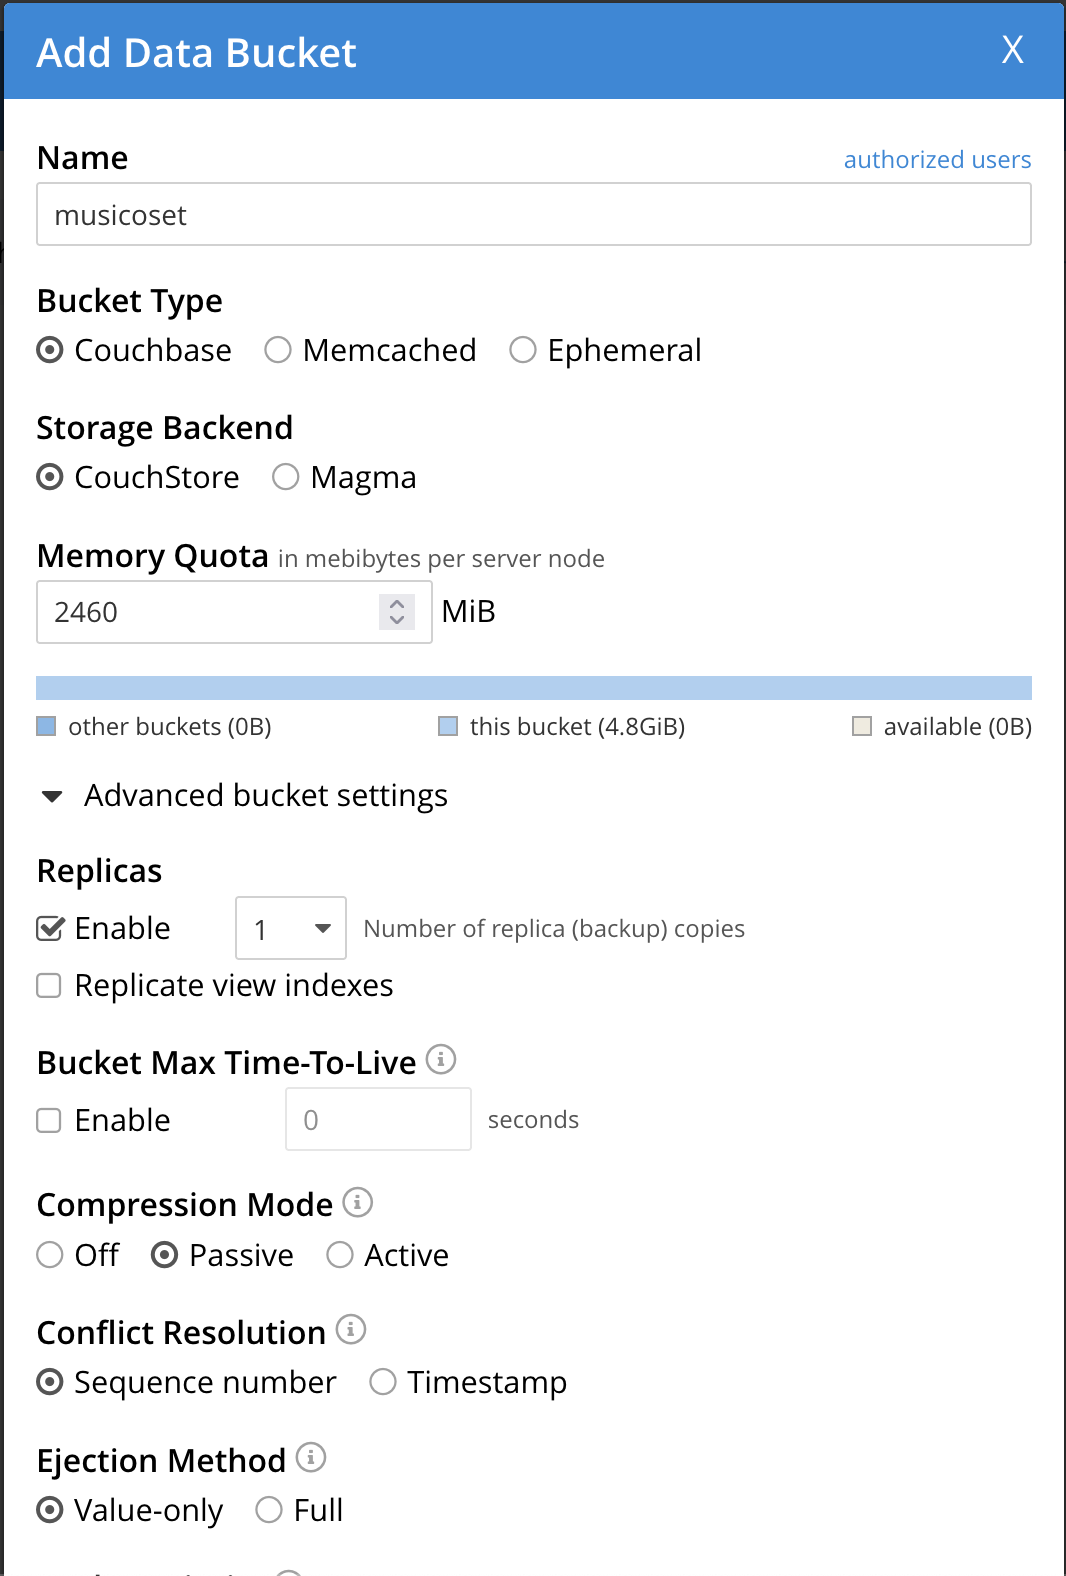 Add Data Bucket X
Name authorized users
musicoset
Bucket Type
Couchbase Memcached Ephemeral
Storage Backend
CouchStore Magma
Memory Quota in mebibytes per server node
2460 MiB
other buckets (0B) this bucket (4.8GiB) available (0B)
Advanced bucket settings
Replicas
Enable 1 Number of replica (backup) copies
Replicate view indexes
Bucket Max Time-To-Live
Enable 0 seconds
Compression Mode
Off Passive Active
Conflict Resolution
Sequence number Timestamp
Ejection Method
Value-only Full